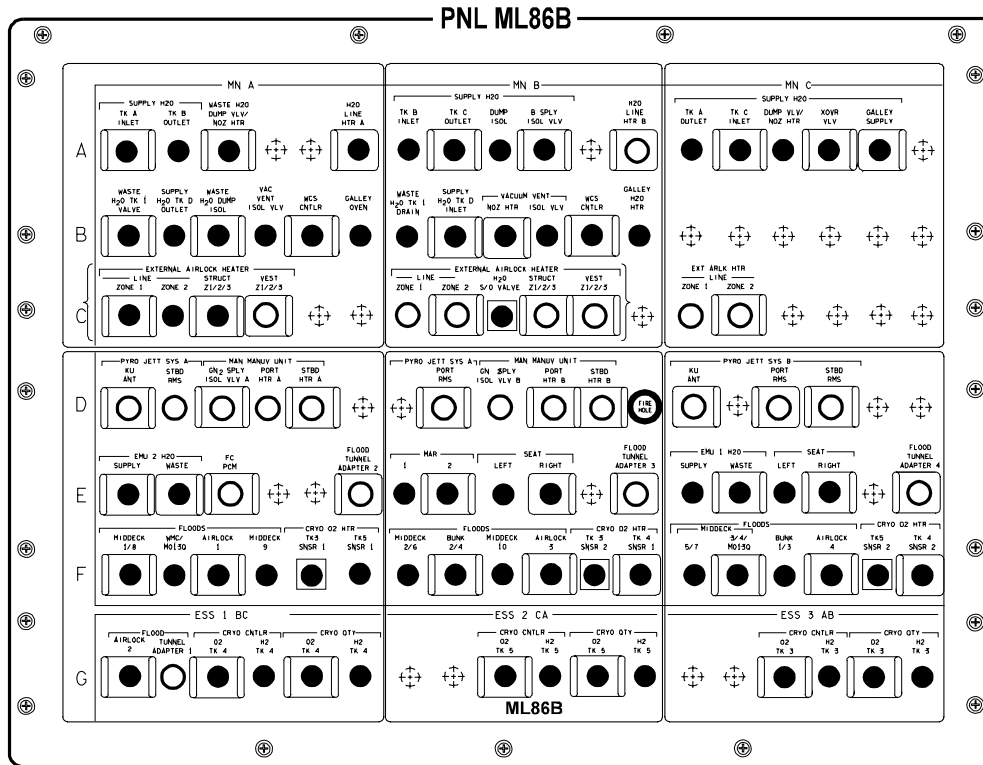 PNL ML86B
MN A
MN B
MN C
A
SUPPLY H2O
TK A
INLET
TK B
OUTLET
WASTE H2O
DUMP VLV/
NOZ HTR
H2O
LINE
HTR A
SUPPLY H2O
TK B
INLET
TK C
OUTLET
DUMP
ISOL
B SPLY
ISOL VLV
H2O
LINE
HTR B
SUPPLY H2O
TK A
OUTLET
TK C
INLET
DUMP VLV/
NOZ HTR
XOVR
VLV
GALLEY
SUPPLY
B
WASTE
H2O TK 1
VALVE
SUPPLY
H2O TK D
OUTLET
WASTE
H2O DUMP
ISOL
VAC
VENT
ISOL VLV
WCS
CNTLR
GALLEY
OVEN
WASTE
H2O TK 1
DRAIN
SUPPLY
H2O TK D
INLET
VACUUM VENT
NOZ HTR
ISOL VLV
WCS
CNTLR
GALLEY
H2O
HTR
C
EXTERNAL AIRLOCK HEATER
LINE
ZONE 1
ZONE 2
STRUCT
Z1/2/3
VEST
Z1/2/3
EXTERNAL AIRLOCK HEATER
LINE
ZONE 1
ZONE 2
H2O
S/O VALVE
STRUCT
Z1/2/3
VEST
Z1/2/3
EXT ARLK HTR
LINE
ZONE 1
ZONE 2
D
PYRO JETT SYS A
KU
ANT
STBD
RMS
MAN MANUV UNIT
GN2 SPLY
ISOL VLV A
PORT
HTR A
STBD
HTR A
PYRO JETT SYS A
PORT
RMS
MAN MANUV UNIT
GN2 SPLY
ISOL VLV B
PORT
HTR B
STBD
HTR B
FIRE
HOLE
PYRO JETT SYS B
KU
ANT
PORT
RMS
STBD
RMS
E
EMU 2 H2O
SUPPLY
WASTE
FC
PCM
FLOOD
TUNNEL
ADAPTER 2
MAR
1
2
SEAT
LEFT
RIGHT
FLOOD
TUNNEL
ADAPTER 3
EMU 1 H2O
SUPPLY
WASTE
SEAT
LEFT
RIGHT
FLOOD
TUNNEL
ADAPTER 4
F
FLOODS
MIDDECK
1/8
WMC/
MO13Q
AIRLOCK
1
MIDDECK
9
CRYO O2 HTR
TK3
SNSR 1
TK5
SNSR 1
FLOODS
MIDDECK
2/6
BUNK
2/4
MIDDECK
10
AIRLOCK
3
CRYO O2 HTR
TK 3
SNSR 2
TK 4
SNSR 1
FLOODS
MIDDECK
5/7
3/4/
MO13Q
BUNK
1/3
AIRLOCK
4
CRYO O2 HTR
TK5
SNSR 2
TK 4
SNSR 2
ESS 1 BC
ESS 2 CA
ESS 3 AB
G
FLOOD
AIRLOCK
2
TUNNEL
ADAPTER 1
CRYO CNTLR
O2
TK 4
H2
TK 4
CRYO QTY
O2
TK 4
H2
TK 4
CRYO CNTLR
O2
TK 5
H2
TK 5
CRYO QTY
O2
TK 5
H2
TK 5
CRYO CNTLR
O2
TK 3
H2
TK 3
CRYO QTY
O2
TK 3
H2
TK 3
ML86B